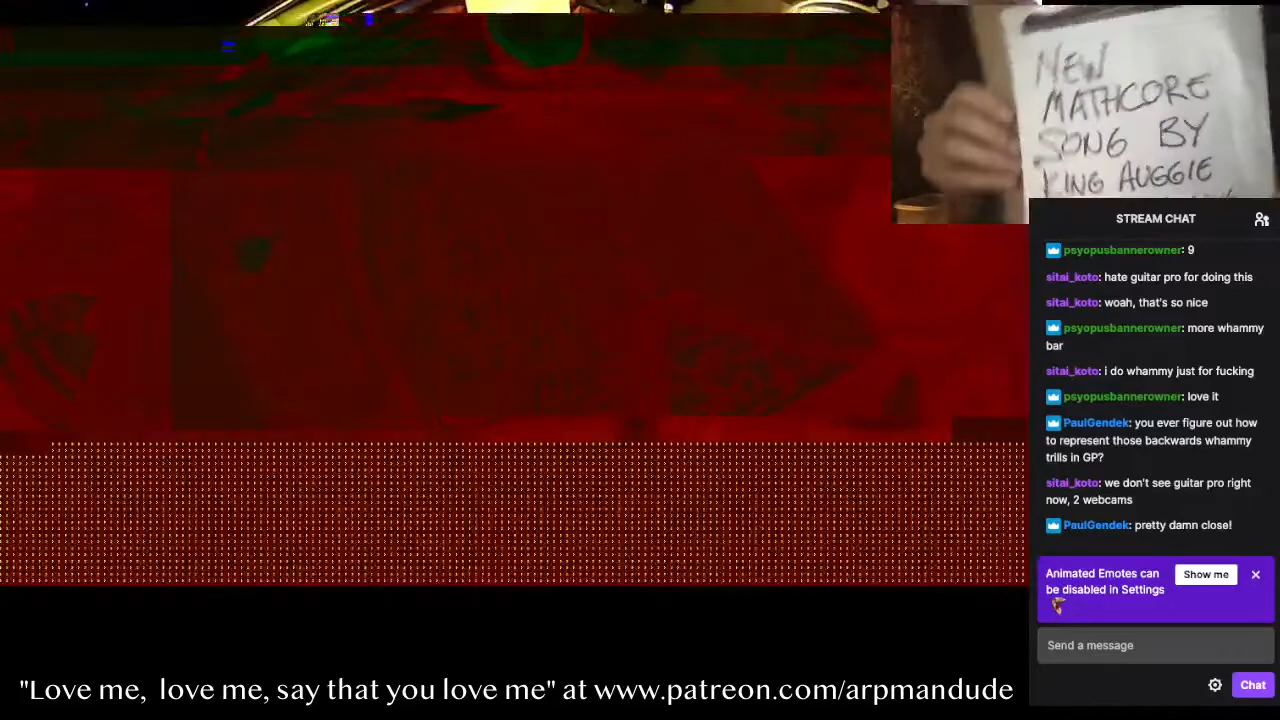 NEW
MATHCORE
SONG BY
KING AUGGIE
STREAM CHAT
psyopusbannerowner: 9
sitai_koto: hate guitar pro for doing this
sitai_koto: woah, that's so nice
psyopusbannerowner: more whammy
bar
sitai_koto: i do whammy just for fucking
psyopusbannerowner: love it
PaulGendek: you ever figure out how
to represent those backwards whammy
trills in GP?
sitai_koto: we don't see guitar pro right
now, 2 webcams
PaulGendek: pretty damn close!
Animated Emotes can
be disabled in Settings
Show me
Send a message
Chat
"Love me, love me, say that you love me" at www.patreon.com/arpmandude